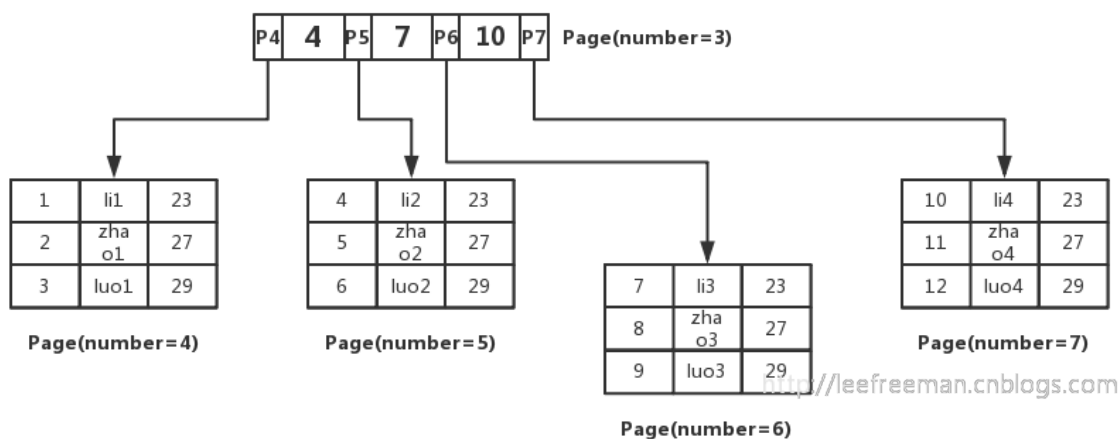 P4 4 P5 7 P6 10 P7 Page(number=3)
1 li1 23
2 zha
o1 27
3 luo1 29
Page(number=4)
4 li2 23
5 zha
o2 27
6 luo2 29
Page(number=5)
7 li3 23
8 zha
o3 27
9 luo3 29
Page(number=6)
10 li4 23
11 zha
o4 27
12 luo4 29
Page(number=7)
http://leefreeman.cnblogs.com